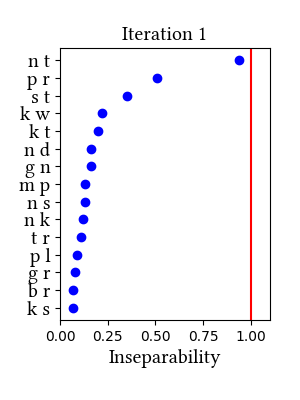 Iteration 1
n t
p r
s t
k w
k t
n d
g n
m p
n s
n k
t r
p l
g r
b r
k s
0.00 0.25 0.50 0.75 1.00
Inseparability